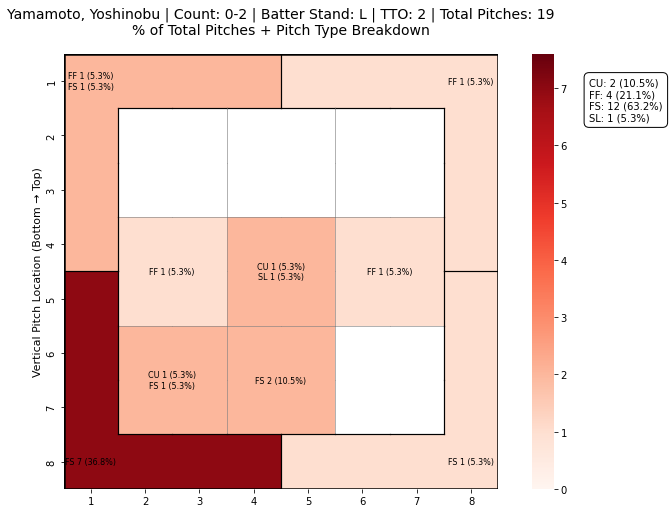 Yamamoto, Yoshinobu | Count: 0-2 | Batter Stand: L | TTO: 2 | Total Pitches: 19
% of Total Pitches + Pitch Type Breakdown
FF 1 (5.3%)
FS 1 (5.3%)
FF 1 (5.3%)
FF 1 (5.3%)
CU 1 (5.3%)
SL 1 (5.3%)
FF 1 (5.3%)
CU 1 (5.3%)
FS 1 (5.3%)
FS 2 (10.5%)
FS 7 (36.8%)
FS 1 (5.3%)
Vertical Pitch Location (Bottom → Top)
1
2
3
4
5
6
7
8
1 2 3 4 5 6 7 8
7
6
5
4
3
2
1
0
CU: 2 (10.5%)
FF: 4 (21.1%)
FS: 12 (63.2%)
SL: 1 (5.3%)